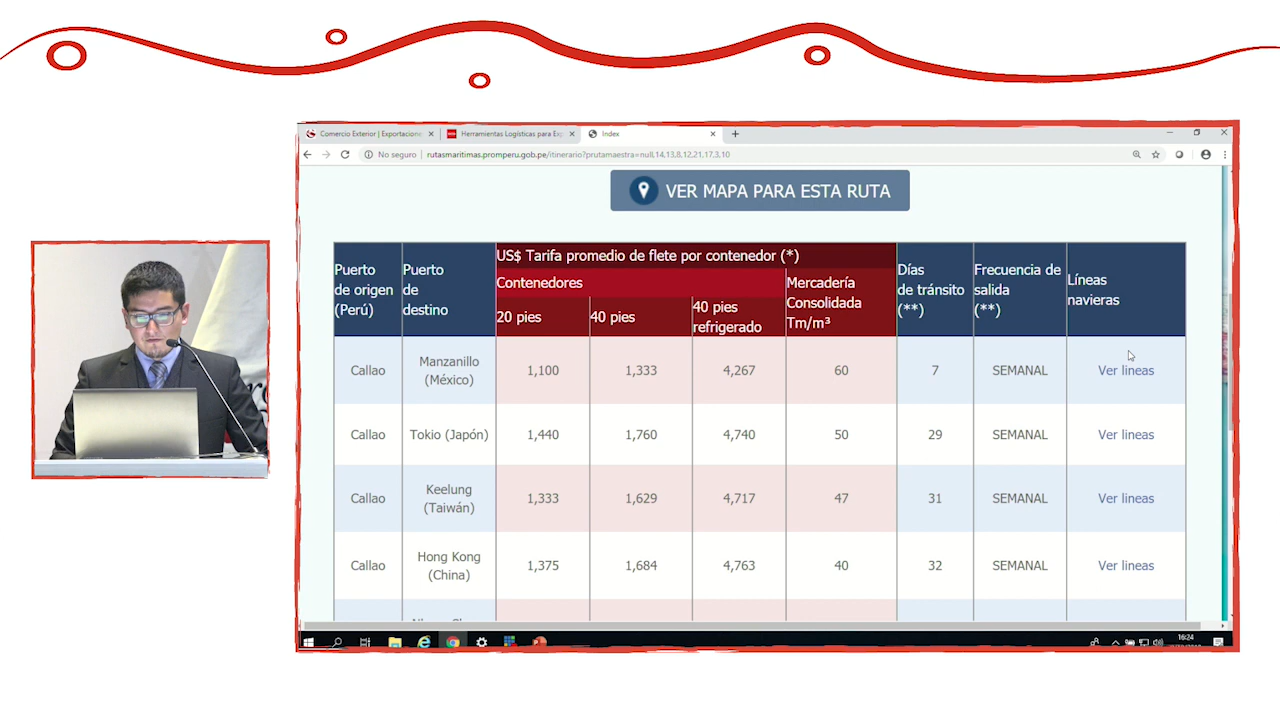 Comercio Exterior | Exportacione
Herramientas Logísticas para Exp
Index
No seguro
rutasmaritimas.promperu.gob.pe/itinerario?prutamaestra=null,14,13,8,12,21,17,3,10
VER MAPA PARA ESTA RUTA
Puerto
de origen
(Perú)
Puerto
de
destino
US$ Tarifa promedio de flete por contenedor (*)
Contenedores
20 pies
40 pies
40 pies
refrigerado
Mercadería
Consolidada
Tm/m³
Días
de tránsito
(**)
Frecuencia de
salida
(**)
Líneas
navieras
Callao
Manzanillo
(México)
1,100
1,333
4,267
60
7
SEMANAL
Ver lineas
Callao
Tokio (Japón)
1,440
1,760
4,740
50
29
SEMANAL
Ver lineas
Callao
Keelung
(Taiwán)
1,333
1,629
4,717
47
31
SEMANAL
Ver lineas
Callao
Hong Kong
(China)
1,375
1,684
4,763
40
32
SEMANAL
Ver lineas
16:24